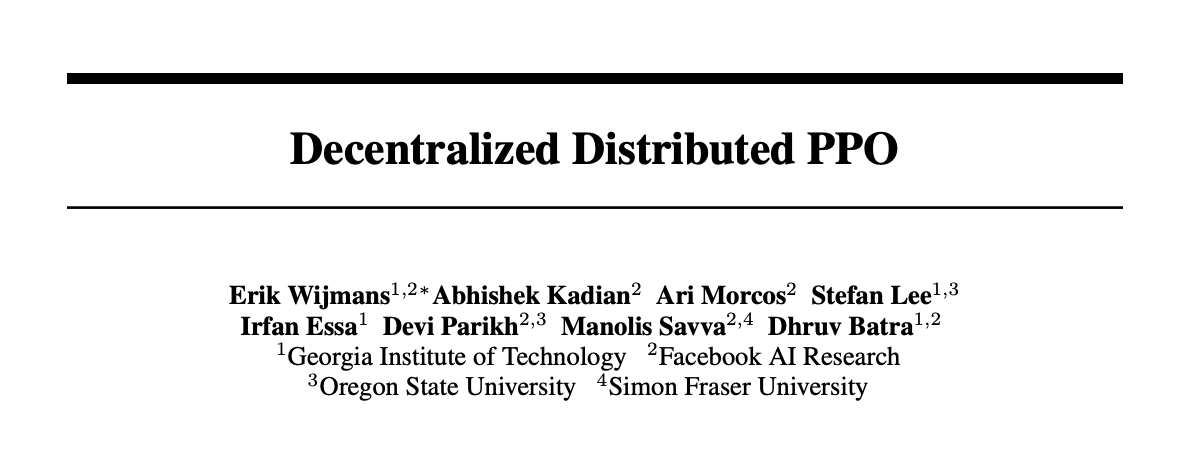 Decentralized Distributed PPO
Erik Wijmans¹,²* Abhishek Kadian² Ari Morcos² Stefan Lee¹,³
Irfan Essa¹ Devi Parikh²,³ Manolis Savva²,⁴ Dhruv Batra¹,²
¹Georgia Institute of Technology ²Facebook AI Research
³Oregon State University ⁴Simon Fraser University